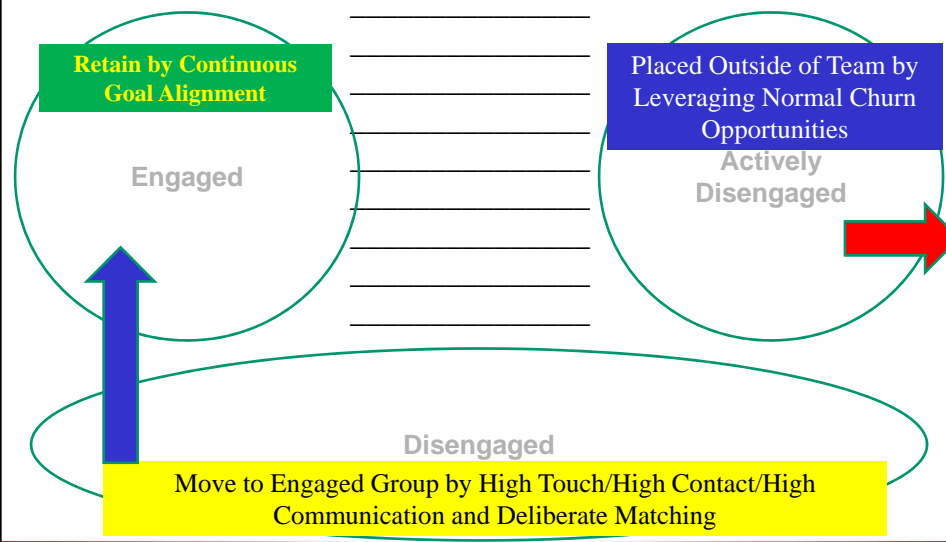 Retain by Continuous
Goal Alignment
Engaged
Placed Outside of Team by
Leveraging Normal Churn
Opportunities
Actively
Disengaged
Disengaged
Move to Engaged Group by High Touch/High Contact/High
Communication and Deliberate Matching